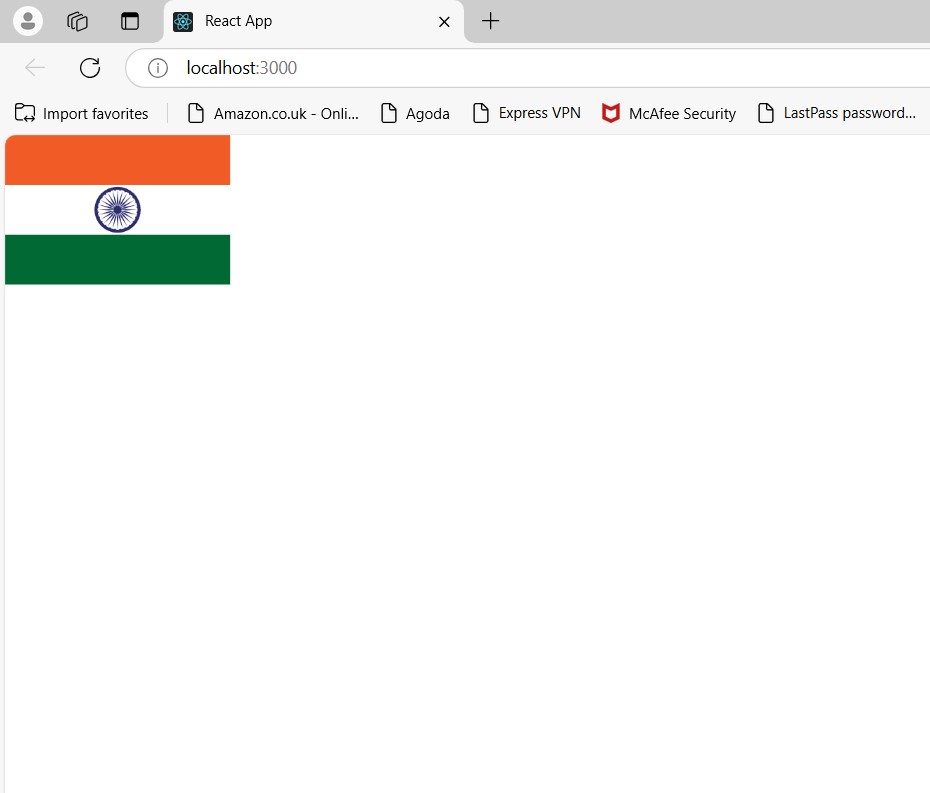 React App
localhost:3000
Import favorites Amazon.co.uk - Onli... Agoda Express VPN McAfee Security LastPass password...